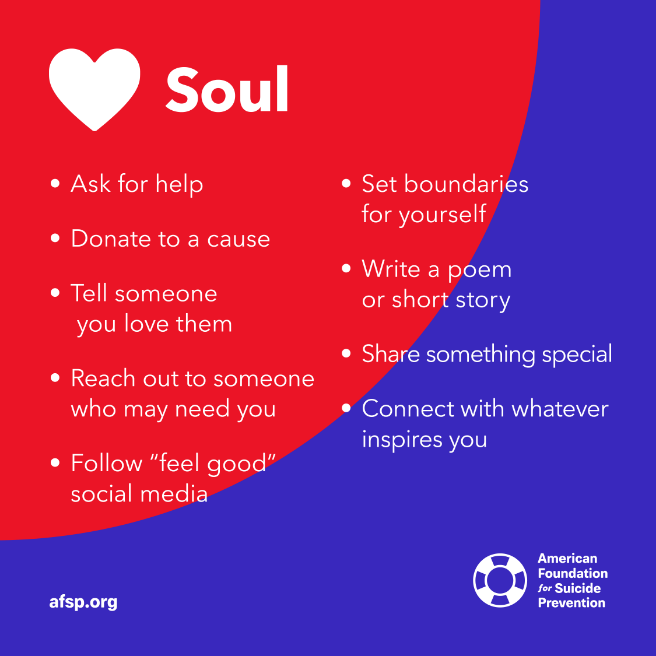 Soul
• Ask for help
• Donate to a cause
• Tell someone
you love them
• Reach out to someone
who may need you
• Follow “feel good”
social media
• Set boundaries
for yourself
• Write a poem
or short story
• Share something special
• Connect with whatever
inspires you
afsp.org
American
Foundation
for Suicide
Prevention